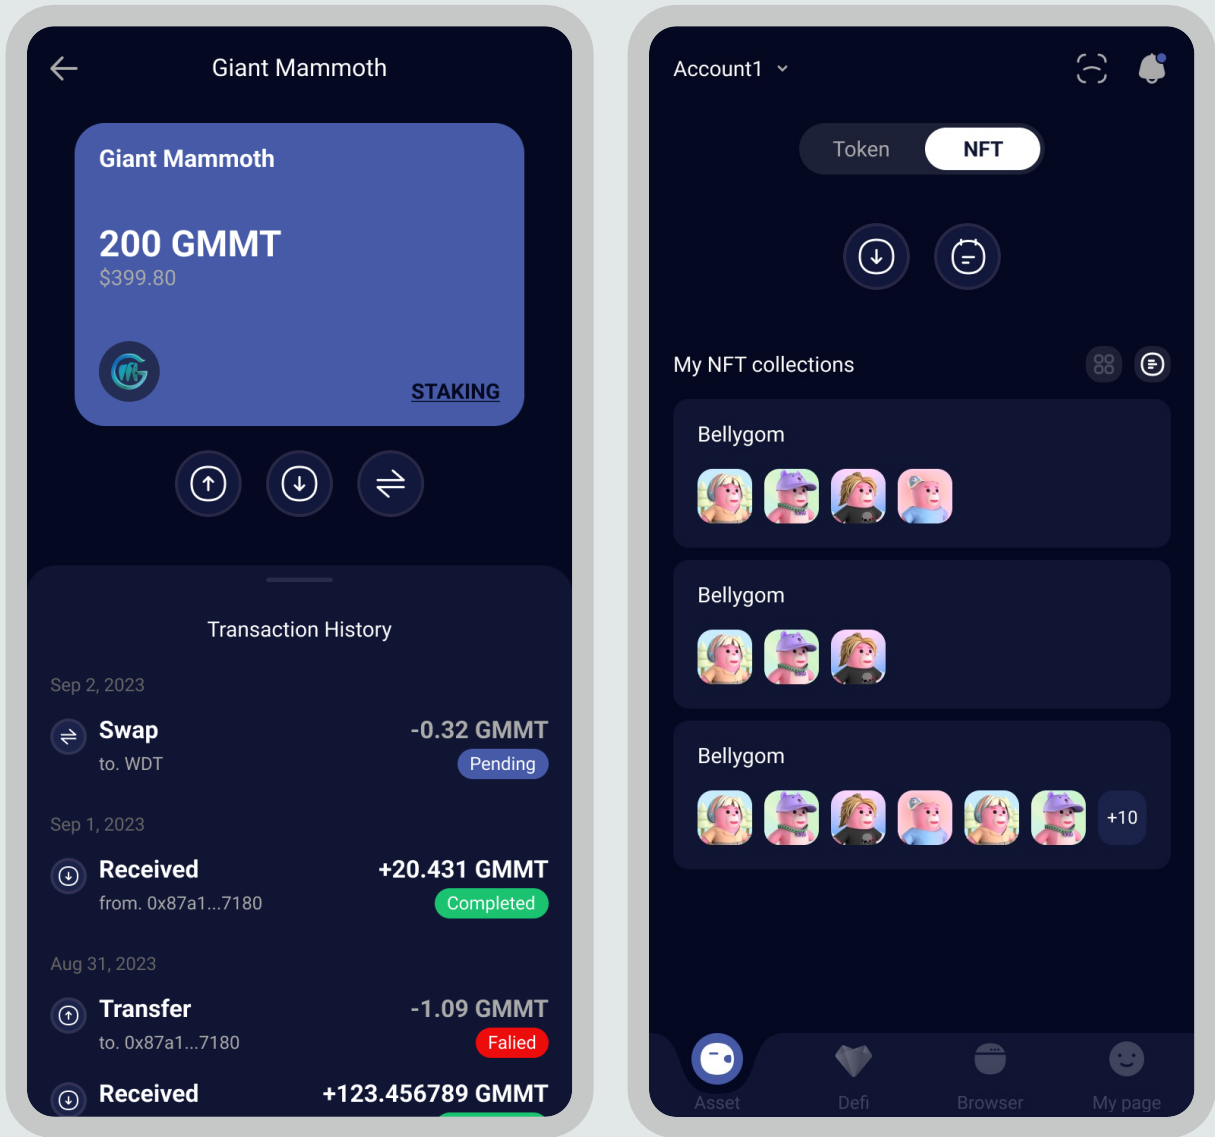 Giant Mammoth
Giant Mammoth
200 GMMT
$399.80
STAKING
Transaction History
Sep 2, 2023
Swap
-0.32 GMMT
to. WDT
Pending
Sep 1, 2023
Received
+20.431 GMMT
from. 0x87a1...7180
Completed
Aug 31, 2023
Transfer
-1.09 GMMT
to. 0x87a1...7180
Falied
Received
+123.456789 GMMT
Account1
Token
NFT
My NFT collections
Bellygom
Bellygom
Bellygom
+10
Asset
Defi
Browser
My page